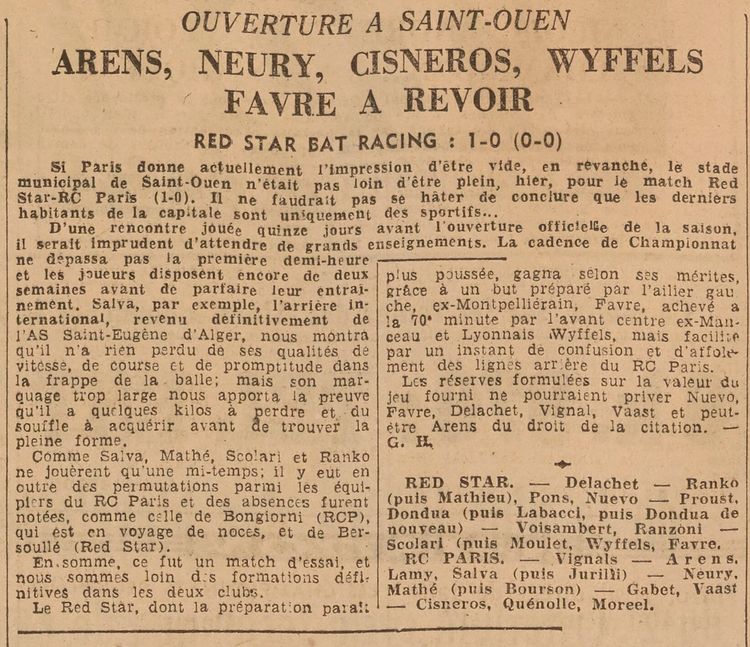 OUVERTURE A SAINT-OUEN
ARENS, NEURY, CISNEROS, WYFFELS
FAVRE A REVOIR
RED STAR BAT RACING : 1-0 (0-0)
Si Paris donne actuellement l'impression d'être vide, en revanche, le stade
municipal de Saint-Ouen n'était pas loin d'être plein, hier, pour le match Red
Star-RC Paris (1-0). Il ne faudrait pas se hâter de conclure que les derniers
habitants de la capitale sont uniquement des sportifs...
D'une rencontre jouée quinze jours avant l'ouverture officielle de la saison,
il serait imprudent d'attendre de grands enseignements. La cadence de Championnat
ne dépassa pas la première demi-heure
et les joueurs disposent encore de deux
semaines avant de parfaire leur entraî-
nement. Salva, par exemple, l'arrière in-
ternational, revenu définitivement de
l'AS Saint-Eugène d'Alger, nous montra
qu'il n'a rien perdu de ses qualités de
vitesse, de course et de promptitude dans
la frappe de la balle; mais son mar-
quage trop large nous apporta la preuve
qu'il a quelques kilos à perdre et du
souffle à acquérir avant de trouver la
pleine forme.
Comme Salva, Mathé, Scolari et Ranko
ne jouèrent qu'une mi-temps; il y eut en
outre des permutations parmi les équi-
piers du RC Paris et des absences furent
notées, comme celle de Bongiorni (RCP),
qui est en voyage de noces, et de Ber-
soullé (Red Star).
En somme, ce fut un match d'essai, et
nous sommes loin des formations défi-
nitives dans les deux clubs.
Le Red Star, dont la préparation paraît
plus poussée, gagna selon ses mérites,
grâce à un but préparé par l'ailier gau
che, ex-Montpelliérain, Favre, achevé a
la 70e minute par l'avant centre ex-Man-
ceau et Lyonnais Wyffels, mais facilité
par un instant de confusion et d'affole-
ment des lignes arrière du RC Paris.
Les réserves formulées sur la valeur du
jeu fourni ne pourraient priver Nuevo,
Favre, Delachet, Vignal, Vaast et peut-
être Arens du droit de la citation. —
G. H.
RED STAR. — Delachet — Ranko
(puis Mathieu), Pons, Nuevo — Proust,
Dondua (puis Labacci, puis Dondua de
nouveau) — Voisambert, Ranzoni —
Scolari (puis Moulet, Wyffels, Favre.
RC PARIS. — Vignals — Arens,
Lamy, Salva (puis Jurilli) — Neury,
Mathé (puis Bourson) — Gabet, Vaast
— Cisneros, Quénolle, Moreel.